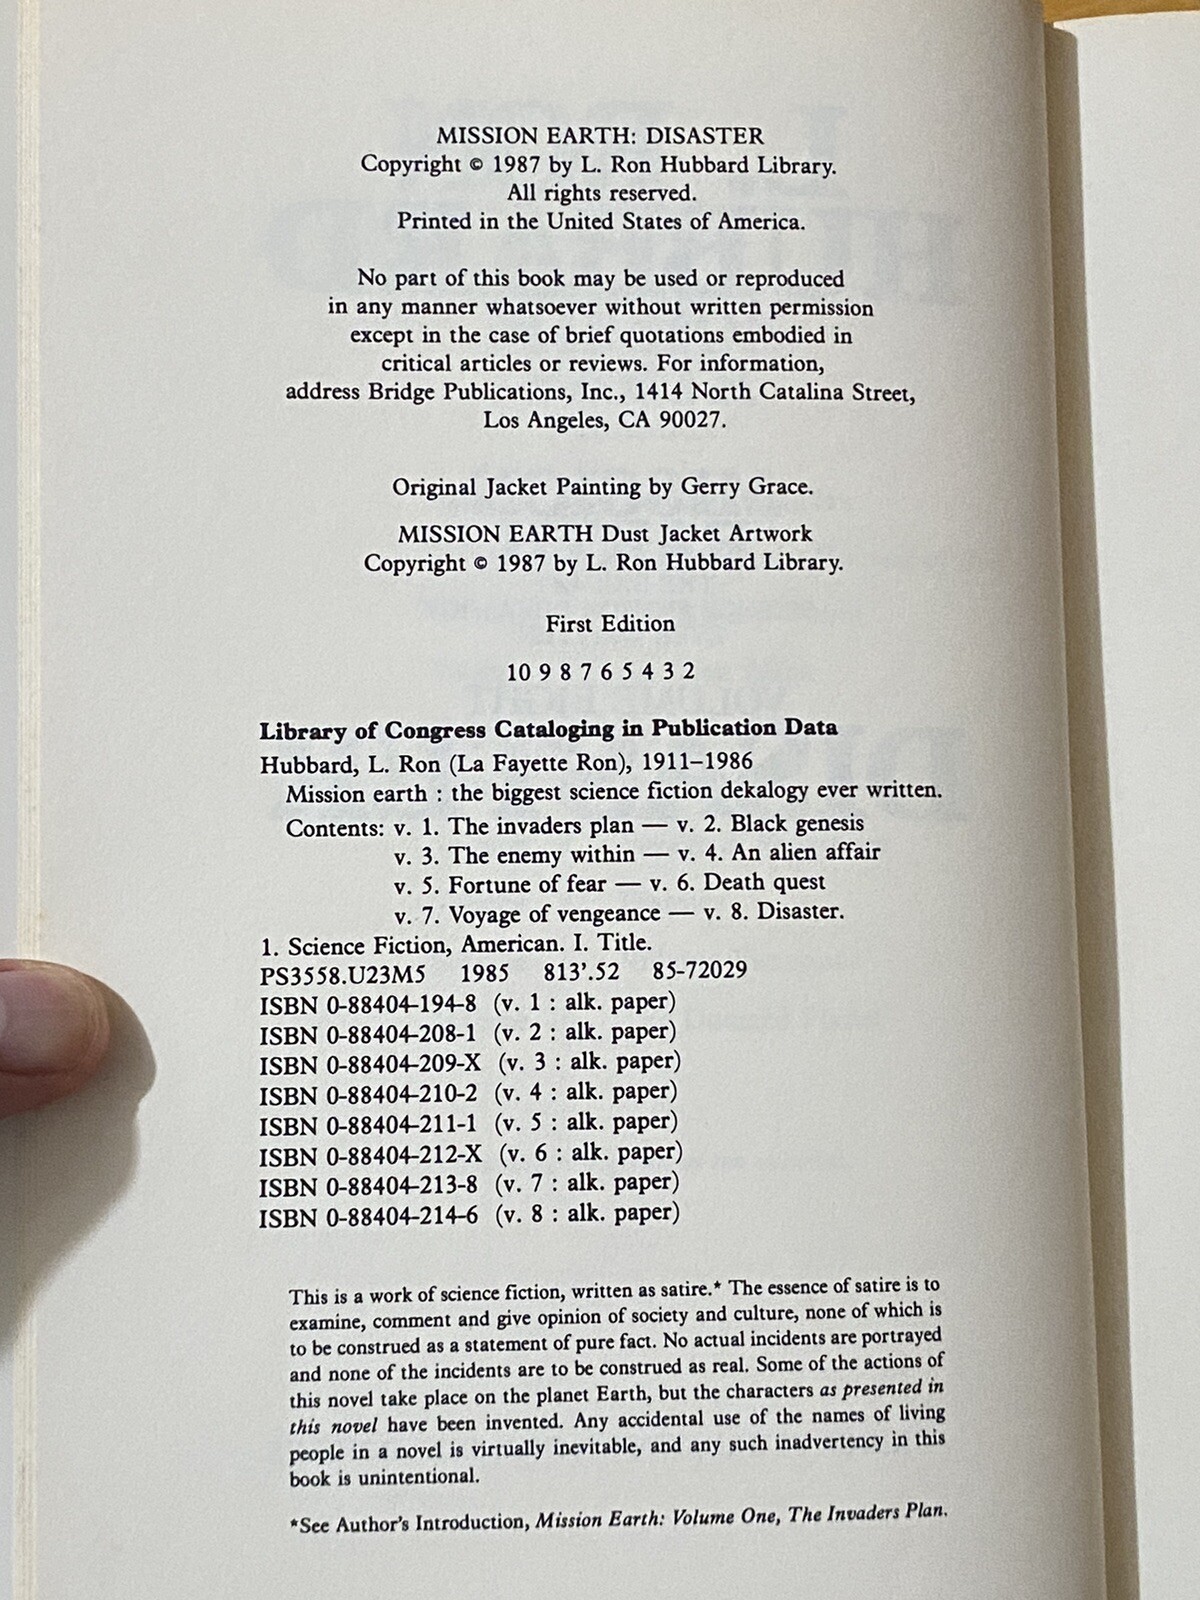 MISSION EARTH: DISASTER
Copyright © 1987 by L. Ron Hubbard Library.
All rights reserved.
Printed in the United States of America.
No part of this book may be used or reproduced
in any manner whatsoever without written permission
except in the case of brief quotations embodied in
critical articles or reviews. For information,
address Bridge Publications, Inc., 1414 North Catalina Street,
Los Angeles, CA 90027.
Original Jacket Painting by Gerry Grace.
MISSION EARTH Dust Jacket Artwork
Copyright © 1987 by L. Ron Hubbard Library.
First Edition
10 9 8 7 6 5 4 3 2
Library of Congress Cataloging in Publication Data
Hubbard, L. Ron (La Fayette Ron), 1911–1986
Mission earth : the biggest science fiction dekalogy ever written.
Contents: v. 1. The invaders plan — v. 2. Black genesis
v. 3. The enemy within — v. 4. An alien affair
v. 5. Fortune of fear — v. 6. Death quest
v. 7. Voyage of vengeance — v. 8. Disaster.
1. Science Fiction, American. I. Title.
PS3558.U23M5 1985 813'.52 85-72029
ISBN 0-88404-194-8 (v. 1 : alk. paper)
ISBN 0-88404-208-1 (v. 2 : alk. paper)
ISBN 0-88404-209-X (v. 3 : alk. paper)
ISBN 0-88404-210-2 (v. 4 : alk. paper)
ISBN 0-88404-211-1 (v. 5 : alk. paper)
ISBN 0-88404-212-X (v. 6 : alk. paper)
ISBN 0-88404-213-8 (v. 7 : alk. paper)
ISBN 0-88404-214-6 (v. 8 : alk. paper)
This is a work of science fiction, written as satire.* The essence of satire is to
examine, comment and give opinion of society and culture, none of which is
to be construed as a statement of pure fact. No actual incidents are portrayed
and none of the incidents are to be construed as real. Some of the actions of
this novel take place on the planet Earth, but the characters as presented in
this novel have been invented. Any accidental use of the names of living
people in a novel is virtually inevitable, and any such inadvertency in this
book is unintentional.
*See Author's Introduction, Mission Earth: Volume One, The Invaders Plan.